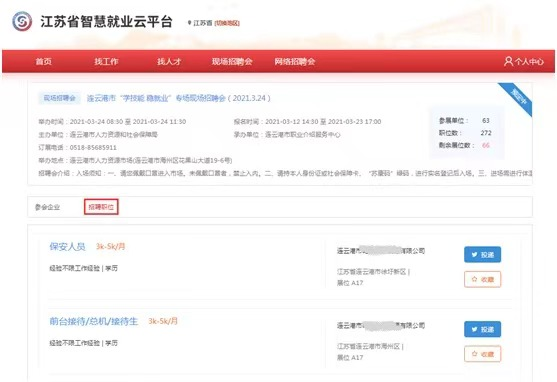 江苏省智慧就业云平台 江苏省 [切换地区]
首页 找工作 找人才 现场招聘会 网络招聘会 个人中心
预定中
现场招聘会 连云港市“学技能 稳就业”专场现场招聘会（2021.3.24）
举办时间：2021-03-24 08:30 至 2021-03-24 11:30 报名时间：2021-03-12 14:30 至 2021-03-23 17:00
主办单位：连云港市人力资源和社会保障局 承办单位：连云港市职业介绍服务中心
订展电话：0518-85685911
举办地点：连云港市人力资源市场(连云港市海州区花果山大道19-6号)
招聘会介绍：入场须知：一、请您佩戴口罩进入市场。未佩戴口罩者，禁止入内。二、请持本人身份证或社会保障卡、“苏康码”绿码，进行实名登记后入场。三、进场需进行体温
参展单位： 63
职位数： 272
剩余展位数： 66
参会企业 招聘职位
保安人员 3k-5k/月
经验不限工作经验 | 学历
连云港市 有限公司
江苏省连云港市徐圩新区 |
展位 A17
投递
收藏
前台接待/总机/接待生 3k-5k/月
经验不限工作经验 | 学历
连云港市 有限公司
江苏省连云港市海州区 |
展位 A17
投递
收藏